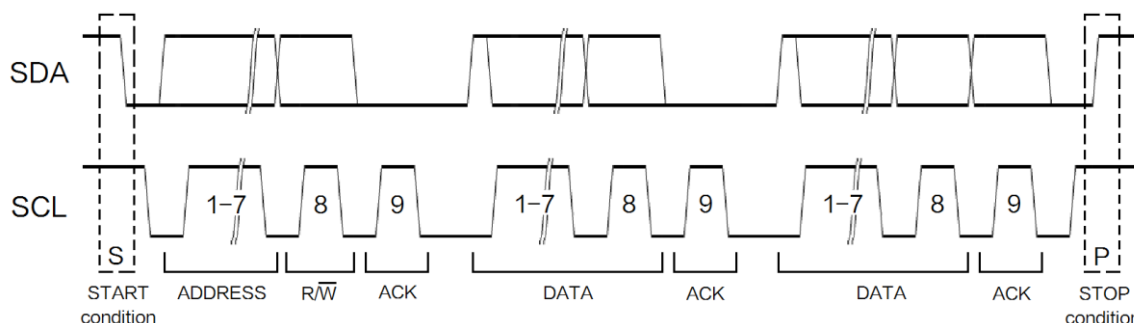 SDA
SCL
1–7 8 9 1–7 8 9 1–7 8 9
S P
START condition ADDRESS R/W̅ ACK DATA ACK DATA ACK STOP condition